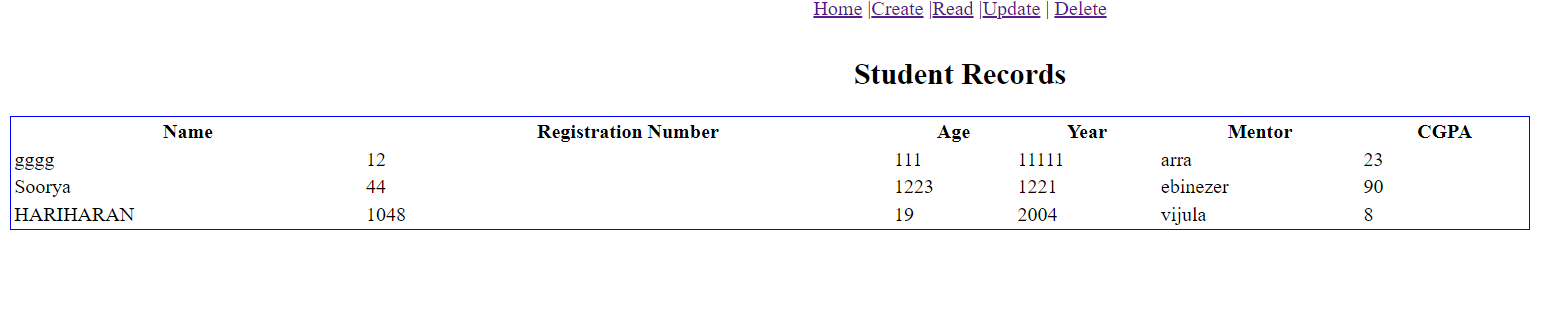 Home |Create |Read |Update | Delete
Student Records
Name Registration Number Age Year Mentor CGPA
gggg 12 111 11111 arra 23
Soorya 44 1223 1221 ebinezer 90
HARIHARAN 1048 19 2004 vijula 8